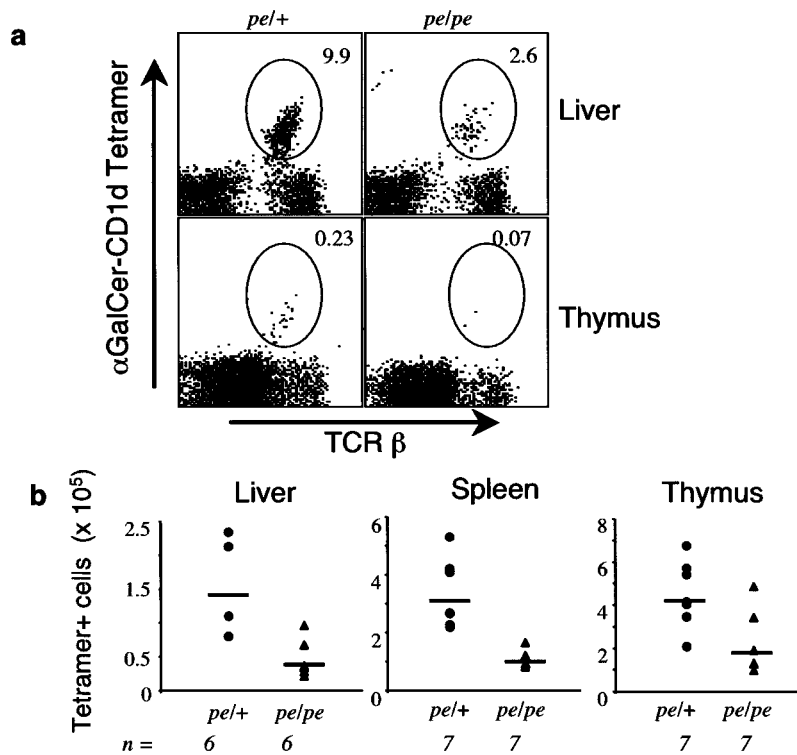 a
pe/+ pe/pe
αGalCer-CD1d Tetramer
9.9 2.6
Liver
0.23 0.07
Thymus
TCR β
b
Liver Spleen Thymus
Tetramer+ cells (x 10⁵)
2.5
1.5
0.5
0
6
4
2
0
8
6
4
2
0
pe/+ pe/pe pe/+ pe/pe pe/+ pe/pe
n = 6 6 7 7 7 7